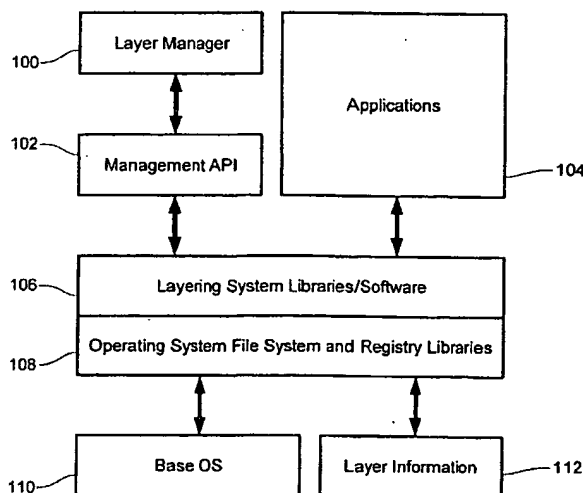 Layer Manager
100
Applications
102
Management API
104
106
Layering System Libraries/Software
108
Operating System File System and Registry Libraries
110
Base OS
Layer Information
112